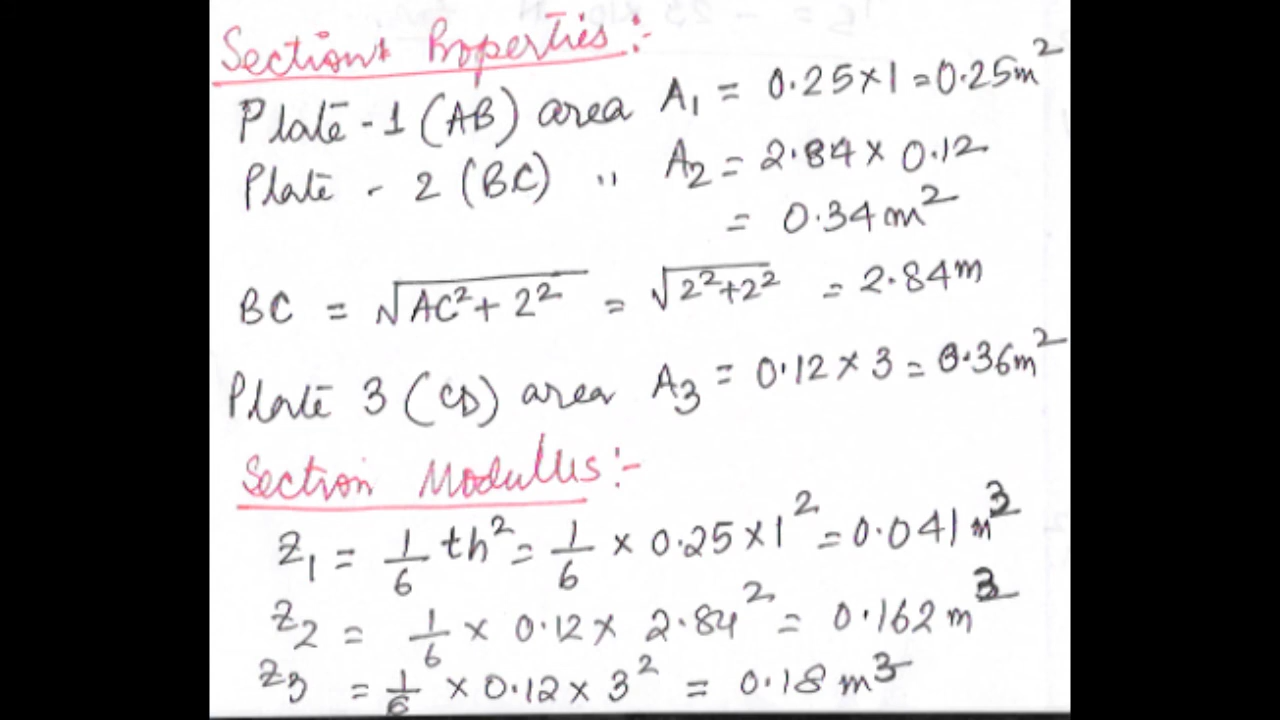 Section Properties:-
Plate - 1 (AB) area A₁ = 0.25 × 1 = 0.25m²
Plate - 2 (BC) " A₂ = 2.84 × 0.12
= 0.34 m²
BC = √AC² + 2² = √2² + 2² = 2.84m
Plate 3 (CD) area A₃ = 0.12 × 3 = 0.36m²
Section Modulus:-
Z₁ = 1/6 th² = 1/6 × 0.25 × 1² = 0.041 m³
Z₂ = 1/6 × 0.12 × 2.84² = 0.162 m³
Z₃ = 1/6 × 0.12 × 3² = 0.18 m³